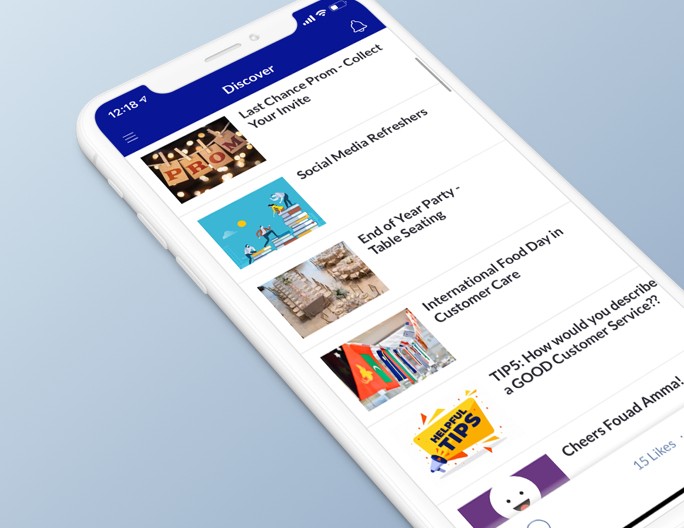 12:18
Discover
Last Chance Prom - Collect
Your Invite
PROM
Social Media Refreshers
End of Year Party -
Table Seating
International Food Day in
Customer Care
TIP5: How would you describe
a GOOD Customer Service??
HELPFUL
TIPS
Cheers Fouad Amma!
15 Likes